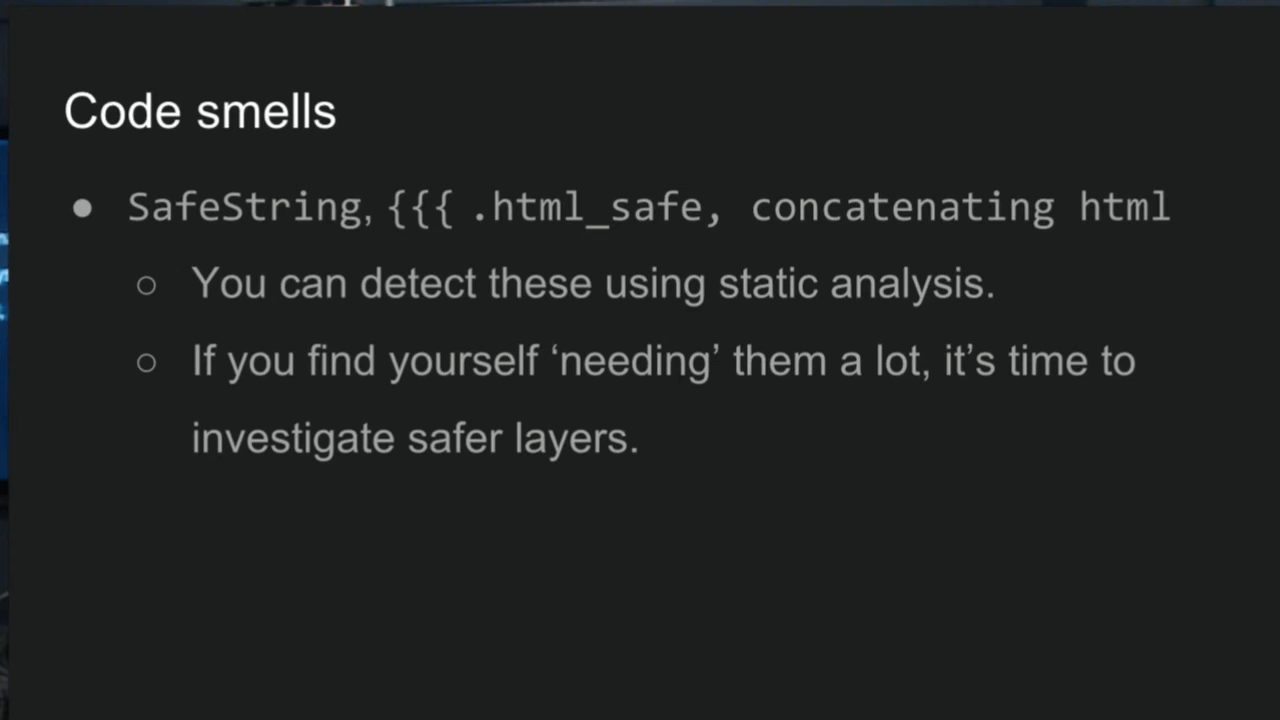 Code smells
● SafeString, {{{ .html_safe, concatenating html
○ You can detect these using static analysis.
○ If you find yourself ‘needing’ them a lot, it’s time to
investigate safer layers.